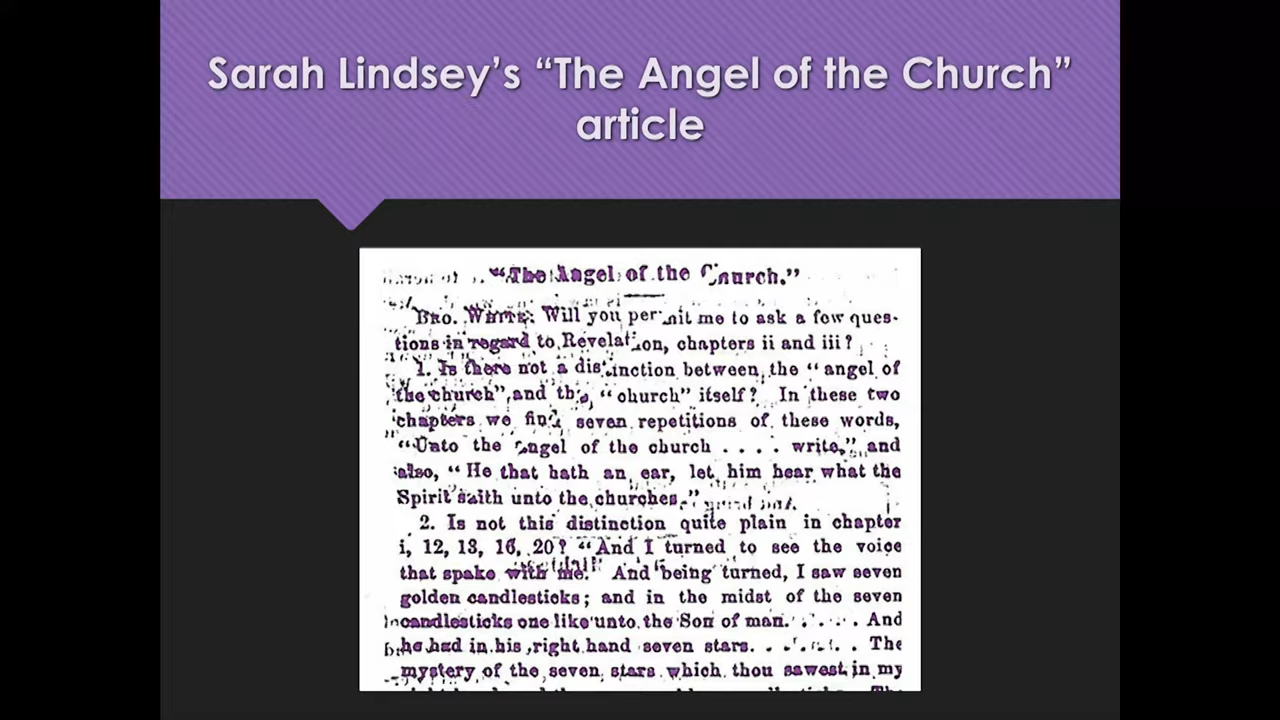 Sarah Lindsey’s “The Angel of the Church”
article
“The Angel of the Church.”
BRO. WHITE: Will you permit me to ask a few ques-
tions in regard to Revelation, chapters ii and iii?
1. Is there not a distinction between the “angel of
the church” and the “church” itself? In these two
chapters we find seven repetitions of these words,
“Unto the angel of the church . . . . write,” and
also, “He that hath an ear, let him hear what the
Spirit saith unto the churches.”
2. Is not this distinction quite plain in chapter
i, 12, 13, 16, 20? “And I turned to see the voice
that spake with me.” And being turned, I saw seven
golden candlesticks; and in the midst of the seven
candlesticks one like unto the Son of man. . . . . And
he had in his right hand seven stars. . . . . . The
mystery of the seven stars which thou sawest in my